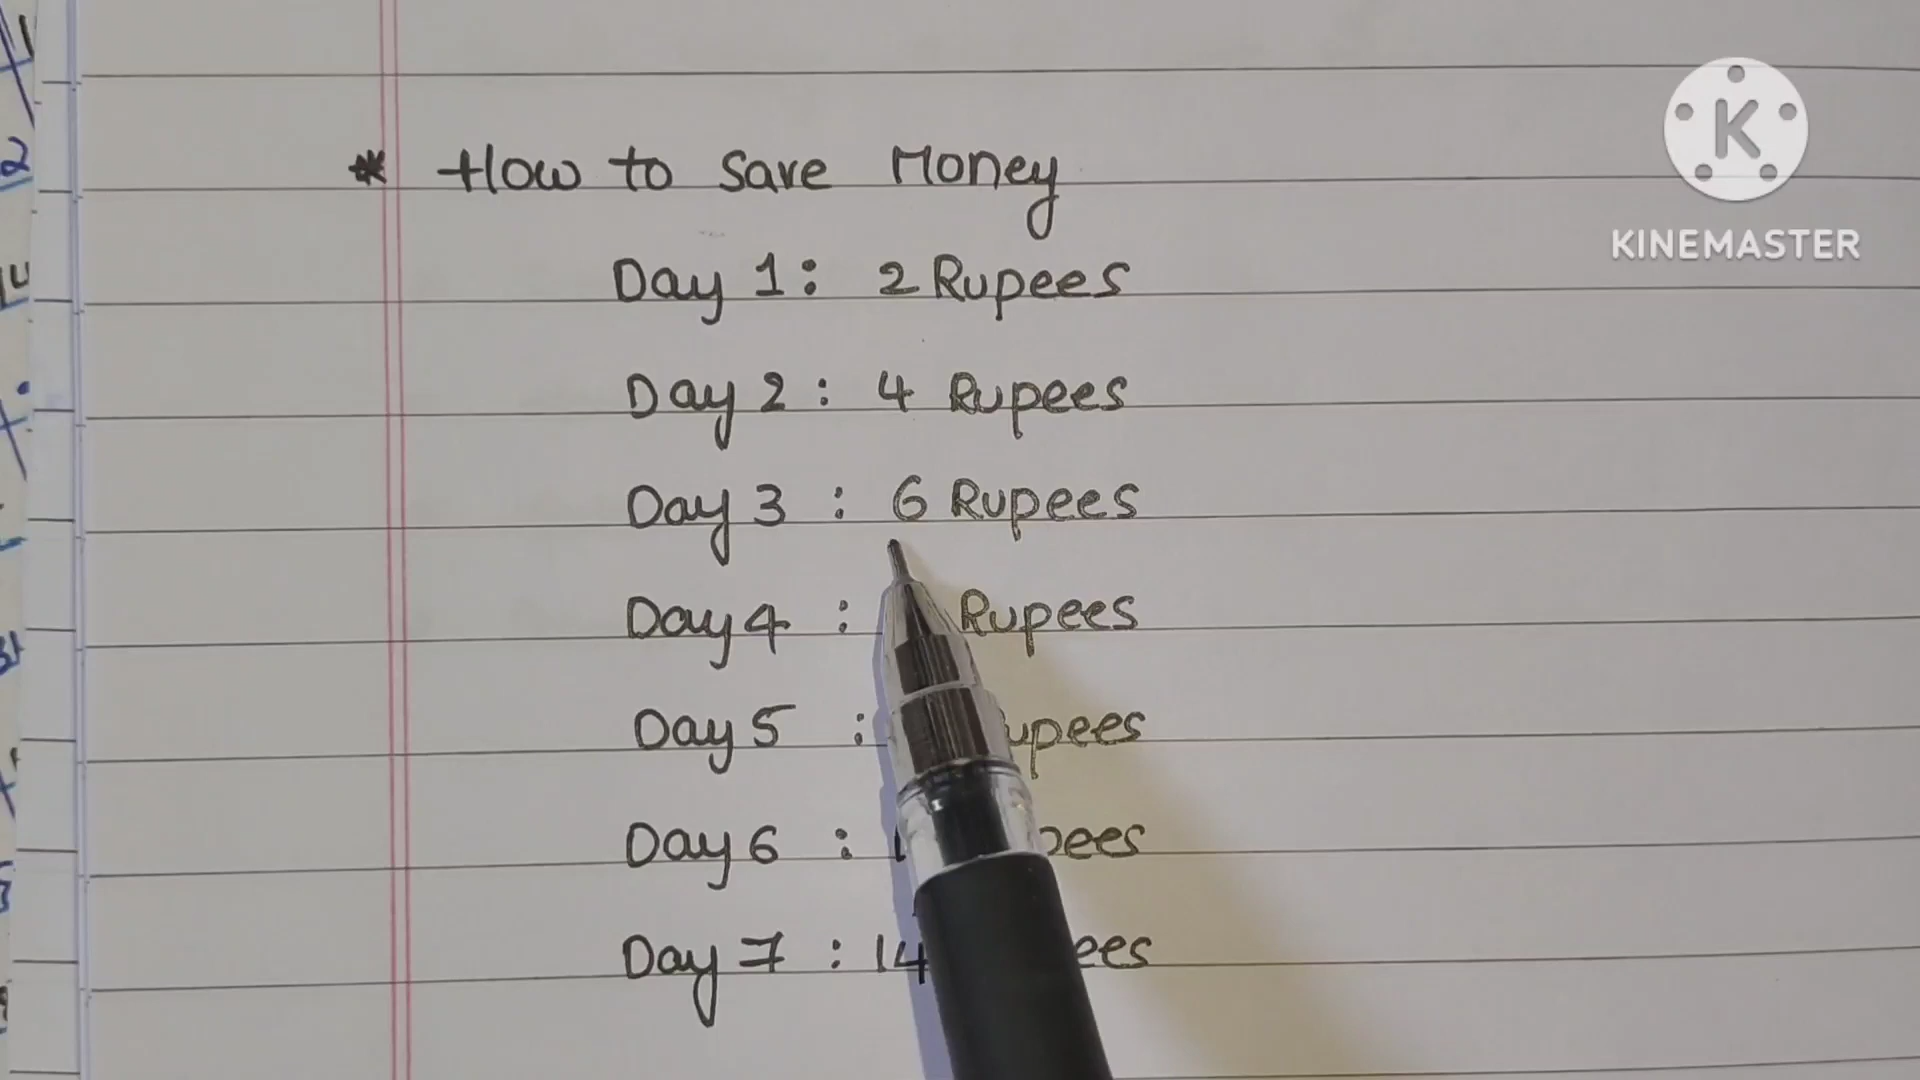 * How to save Money
KINEMASTER
Day 1: 2 Rupees
Day 2: 4 Rupees
Day 3: 6 Rupees
Day 4: Rupees
Day 5:
Day 6:
Day 7: 14